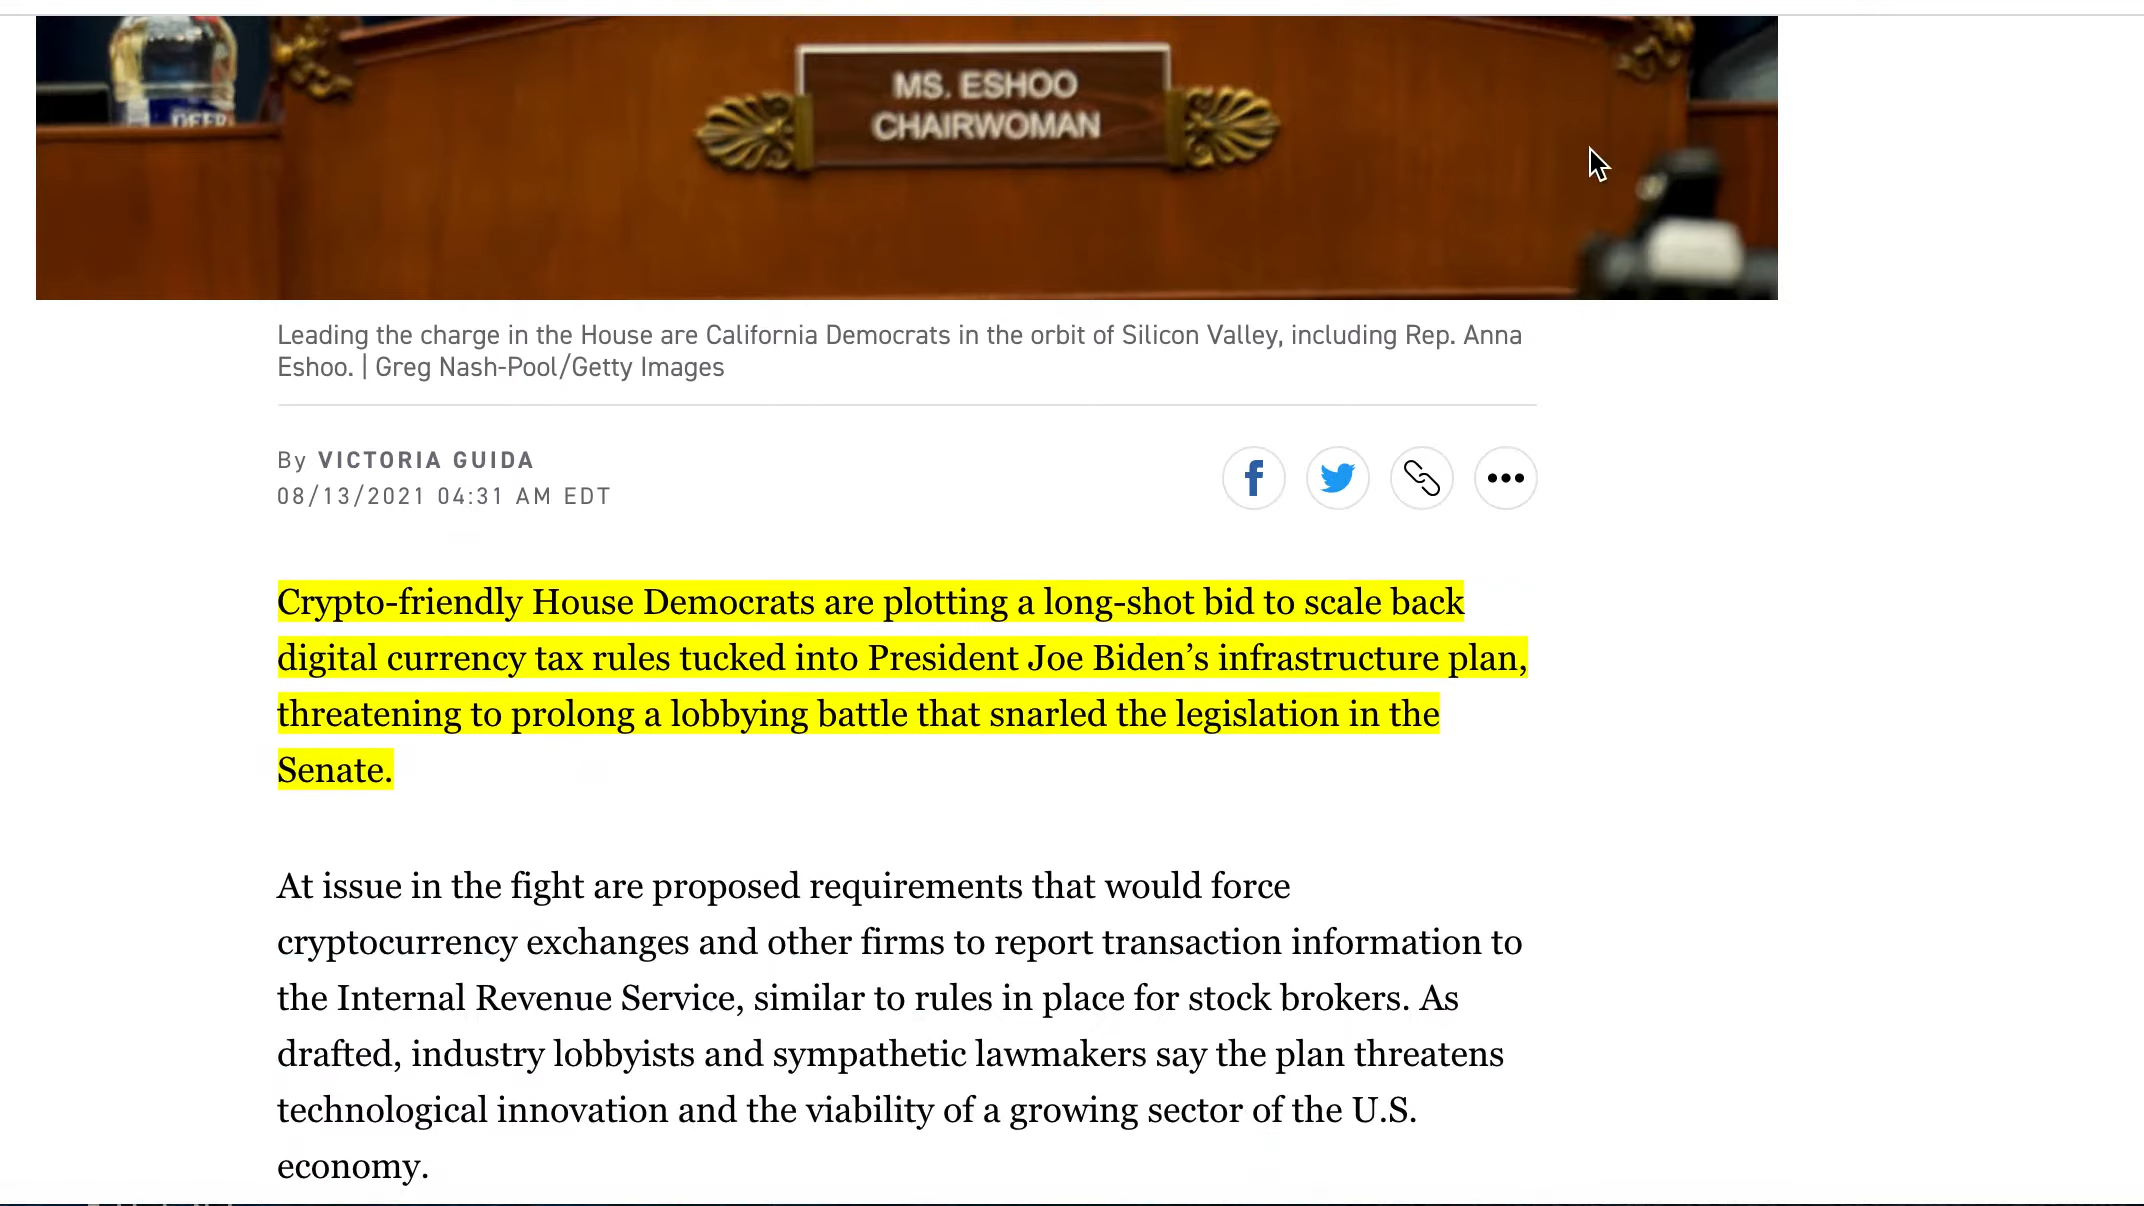 DEER
MS. ESHOO
CHAIRWOMAN
Leading the charge in the House are California Democrats in the orbit of Silicon Valley, including Rep. Anna
Eshoo. | Greg Nash-Pool/Getty Images
By VICTORIA GUIDA
08/13/2021 04:31 AM EDT
Crypto-friendly House Democrats are plotting a long-shot bid to scale back
digital currency tax rules tucked into President Joe Biden’s infrastructure plan,
threatening to prolong a lobbying battle that snarled the legislation in the
Senate.
At issue in the fight are proposed requirements that would force
cryptocurrency exchanges and other firms to report transaction information to
the Internal Revenue Service, similar to rules in place for stock brokers. As
drafted, industry lobbyists and sympathetic lawmakers say the plan threatens
technological innovation and the viability of a growing sector of the U.S.
economy.